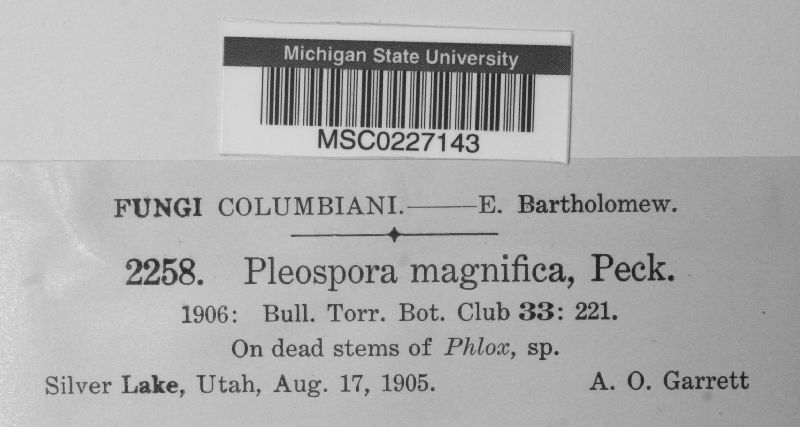 Michigan State University
MSC0227143
FUNGI COLUMBIANI.——E. Bartholomew.
2258. Pleospora magnifica, Peck.
1906: Bull. Torr. Bot. Club 33: 221.
On dead stems of Phlox, sp.
Silver Lake, Utah, Aug. 17, 1905. A. O. Garrett